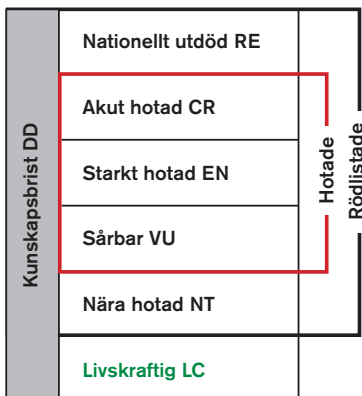 Kunskapsbrist DD
Nationellt utdöd RE
Akut hotad CR
Starkt hotad EN
Sårbar VU
Nära hotad NT
Livskraftig LC
Hotade
Rödlistade